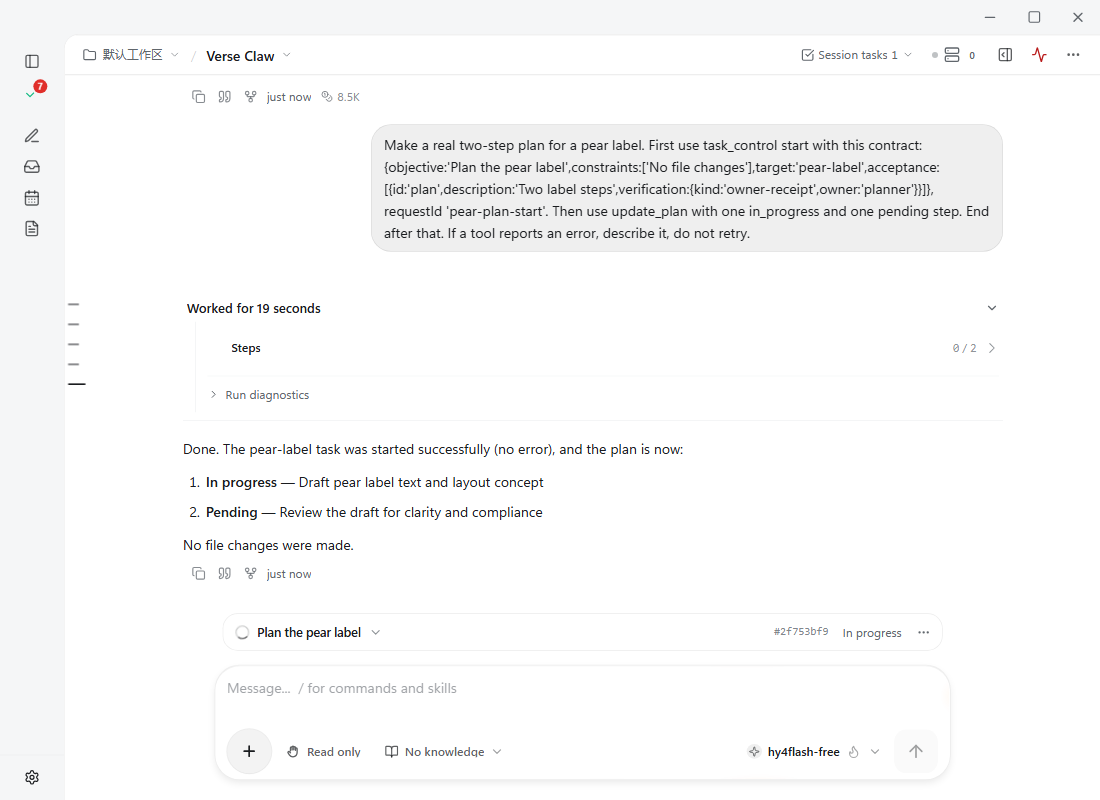 默认工作区 / Verse Claw
Session tasks 1
0
7
just now 8.5K
Make a real two-step plan for a pear label. First use task_control start with this contract:
{objective:'Plan the pear label',constraints:['No file changes'],target:'pear-label',acceptance:
[{id:'plan',description:'Two label steps',verification:{kind:'owner-receipt',owner:'planner'}}]},
requestId 'pear-plan-start'. Then use update_plan with one in_progress and one pending step. End
after that. If a tool reports an error, describe it, do not retry.
Worked for 19 seconds
Steps 0 / 2
Run diagnostics
Done. The pear-label task was started successfully (no error), and the plan is now:
1. In progress — Draft pear label text and layout concept
2. Pending — Review the draft for clarity and compliance
No file changes were made.
just now
Plan the pear label #2f753bf9 In progress
Message... / for commands and skills
Read only No knowledge hy4flash-free